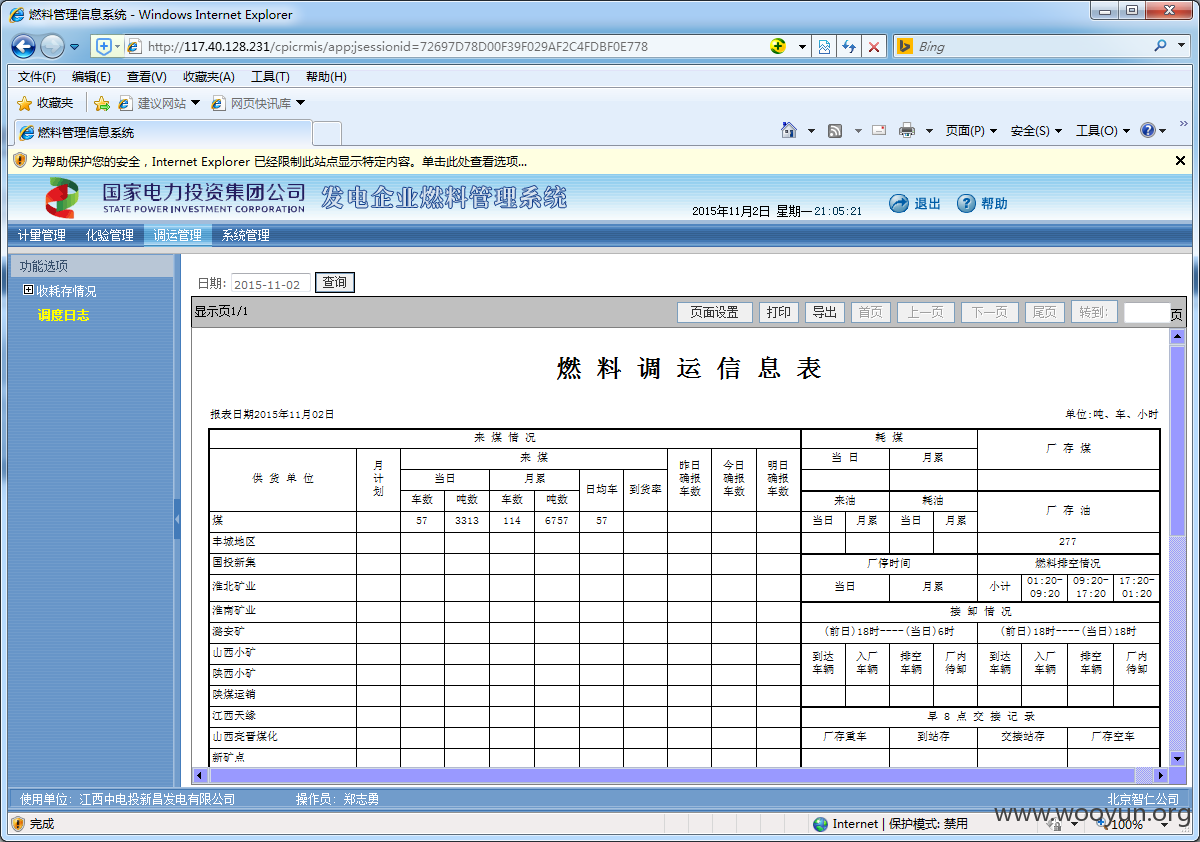 燃料管理信息系统 - Windows Internet Explorer
http://117.40.128.231/cpicrmis/app;jsessionid=72697D78D00F39F029AF2C4FDBF0E778
Bing
文件(F) 编辑(E) 查看(V) 收藏夹(A) 工具(T) 帮助(H)
收藏夹 建议网站 网页快讯库
燃料管理信息系统
页面(P) 安全(S) 工具(O)
为帮助保护您的安全，Internet Explorer 已经限制此站点显示特定内容。单击此处查看选项...
国家电力投资集团公司
STATE POWER INVESTMENT CORPORATION
发电企业燃料管理系统
2015年11月2日 星期一 21:05:21
退出 帮助
计量管理 化验管理 调运管理 系统管理
功能选项
收耗存情况
调度日志
日期: 2015-11-02 查询
显示页1/1 页面设置 打印 导出 首页 上一页 下一页 尾页 转到: 页
燃料调运信息表
报表日期2015年11月02日 单位:吨、车、小时
来煤情况 耗煤 厂存煤
供货单位 月计划 来煤 昨日确报车数 今日确报车数 明日确报车数 当日 月累
当日 月累 日均车 到货率
车数 吨数 车数 吨数 来油 耗油 厂存油
煤 57 3313 114 6757 57 当日 月累 当日 月累
丰城地区 277
国投新集 厂停时间 燃料排空情况
淮北矿业 当日 月累 小计 01:20-09:20 09:20-17:20 17:20-01:20
淮南矿业 接卸情况
潞安矿 (前日)18时----(当日)6时 (前日)18时----(当日)18时
山西小矿 到达车辆 入厂车辆 排空车辆 厂内待卸 到达车辆 入厂车辆 排空车辆 厂内待卸
陕西小矿
陕煤运销
江西天缘 早8点交接记录
山西亮晋煤化 厂存重车 到站存 交接站存 厂存空车
新矿点
使用单位: 江西中电投新昌发电有限公司 操作员: 郑志勇 北京智仁公司
www.wooyun.org
完成 Internet | 保护模式: 禁用 100%